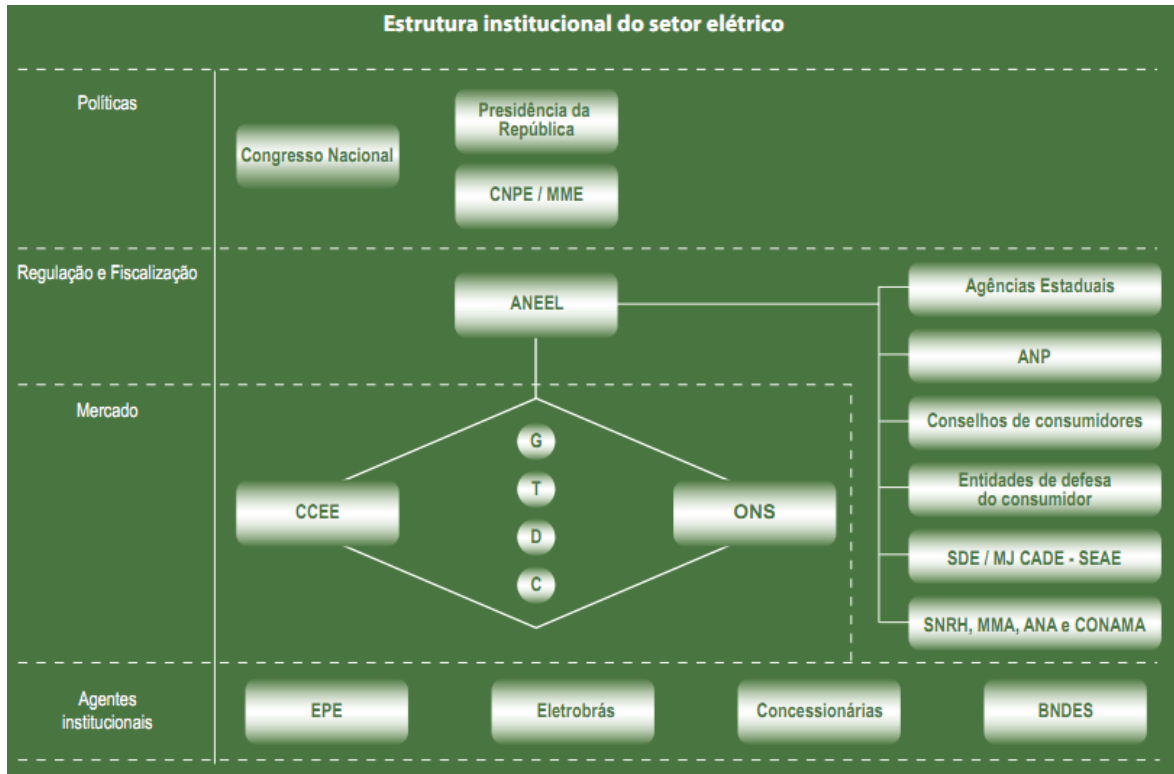 Estrutura institucional do setor elétrico
Políticas
Congresso Nacional
Presidência da
República
CNPE / MME
Regulação e Fiscalização
ANEEL
Agências Estaduais
ANP
Conselhos de consumidores
Entidades de defesa
do consumidor
SDE / MJ CADE - SEAE
SNRH, MMA, ANA e CONAMA
Mercado
CCEE
G
T
D
C
ONS
Agentes
institucionais
EPE
Eletrobrás
Concessionárias
BNDES